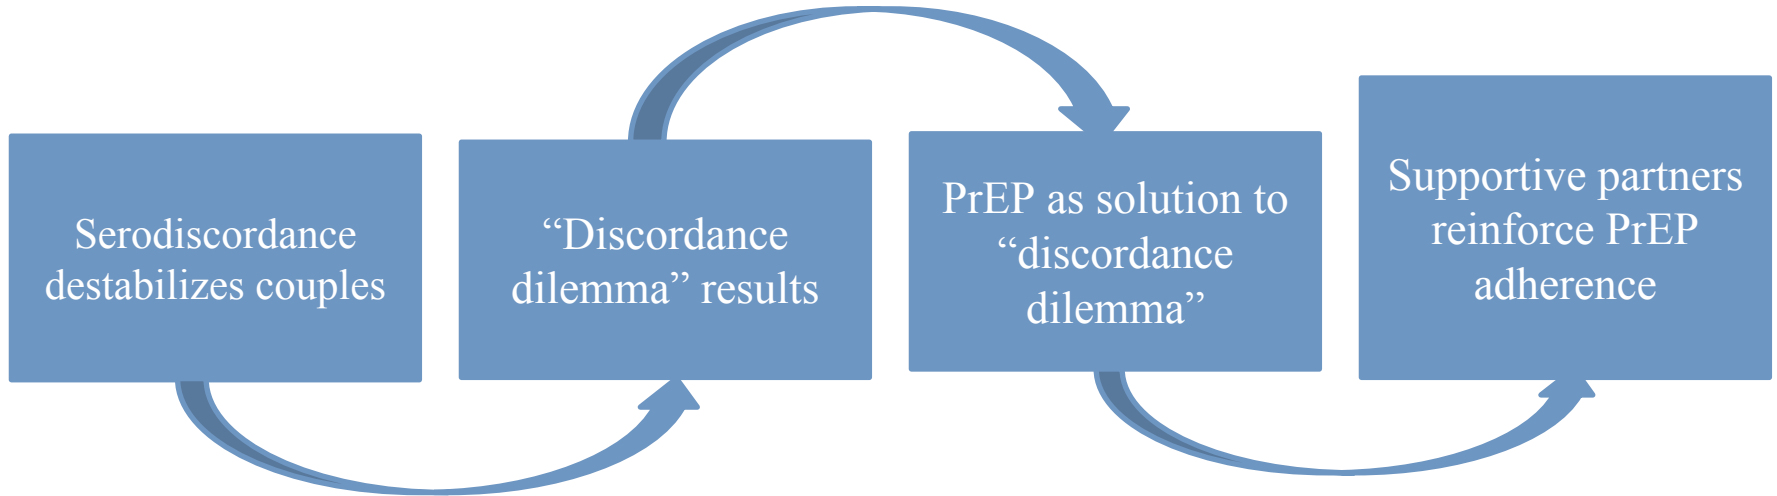 Serodiscordance
destabilizes couples
“Discordance
dilemma” results
PrEP as solution to
“discordance
dilemma”
Supportive partners
reinforce PrEP
adherence